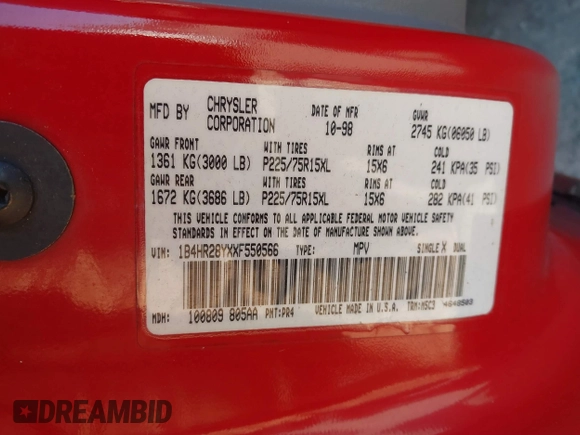 MFD BY CHRYSLER CORPORATION DATE OF MFR 10-98 GVWR 2745 KG(06050 LB)
GAWR FRONT WITH TIRES RIMS AT COLD
1361 KG(3000 LB) P225/75R15XL 15X6 241 KPA(35 PSI)
GAWR REAR WITH TIRES RIMS AT COLD
1672 KG(3686 LB) P225/75R15XL 15X6 282 KPA(41 PSI)
THIS VEHICLE CONFORMS TO ALL APPLICABLE FEDERAL MOTOR VEHICLE SAFETY
STANDARDS IN EFFECT ON THE DATE OF MANUFACTURE SHOWN ABOVE.
VIN: 1B4HR28YXXF550566 TYPE: MPV SINGLE X DUAL
VEHICLE MADE IN U.S.A.
MDH: 100809 805AA PNT:PR4 TRM:M5C3 4648503
DREAMBID